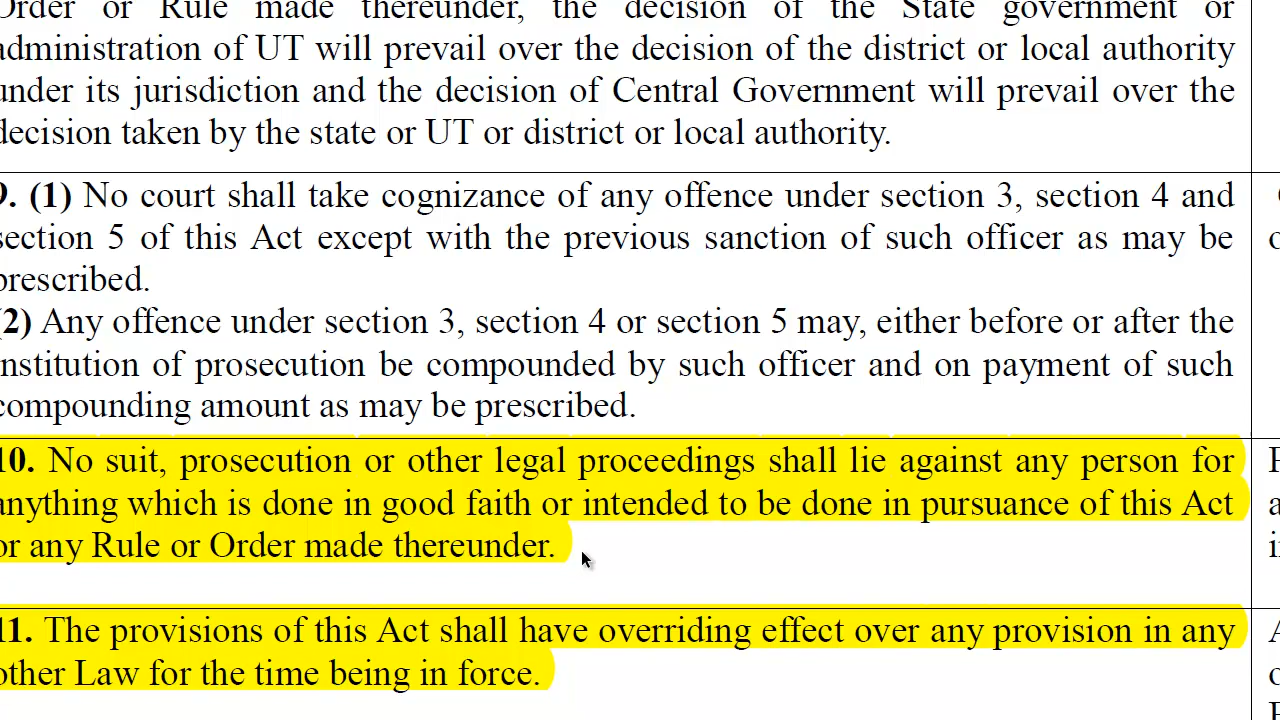 Order or Rule made thereunder, the decision of the State government or
administration of UT will prevail over the decision of the district or local authority
under its jurisdiction and the decision of Central Government will prevail over the
decision taken by the state or UT or district or local authority.
9. (1) No court shall take cognizance of any offence under section 3, section 4 and
section 5 of this Act except with the previous sanction of such officer as may be
prescribed.
(2) Any offence under section 3, section 4 or section 5 may, either before or after the
institution of prosecution be compounded by such officer and on payment of such
compounding amount as may be prescribed.
10. No suit, prosecution or other legal proceedings shall lie against any person for
anything which is done in good faith or intended to be done in pursuance of this Act
or any Rule or Order made thereunder.
11. The provisions of this Act shall have overriding effect over any provision in any
other Law for the time being in force.